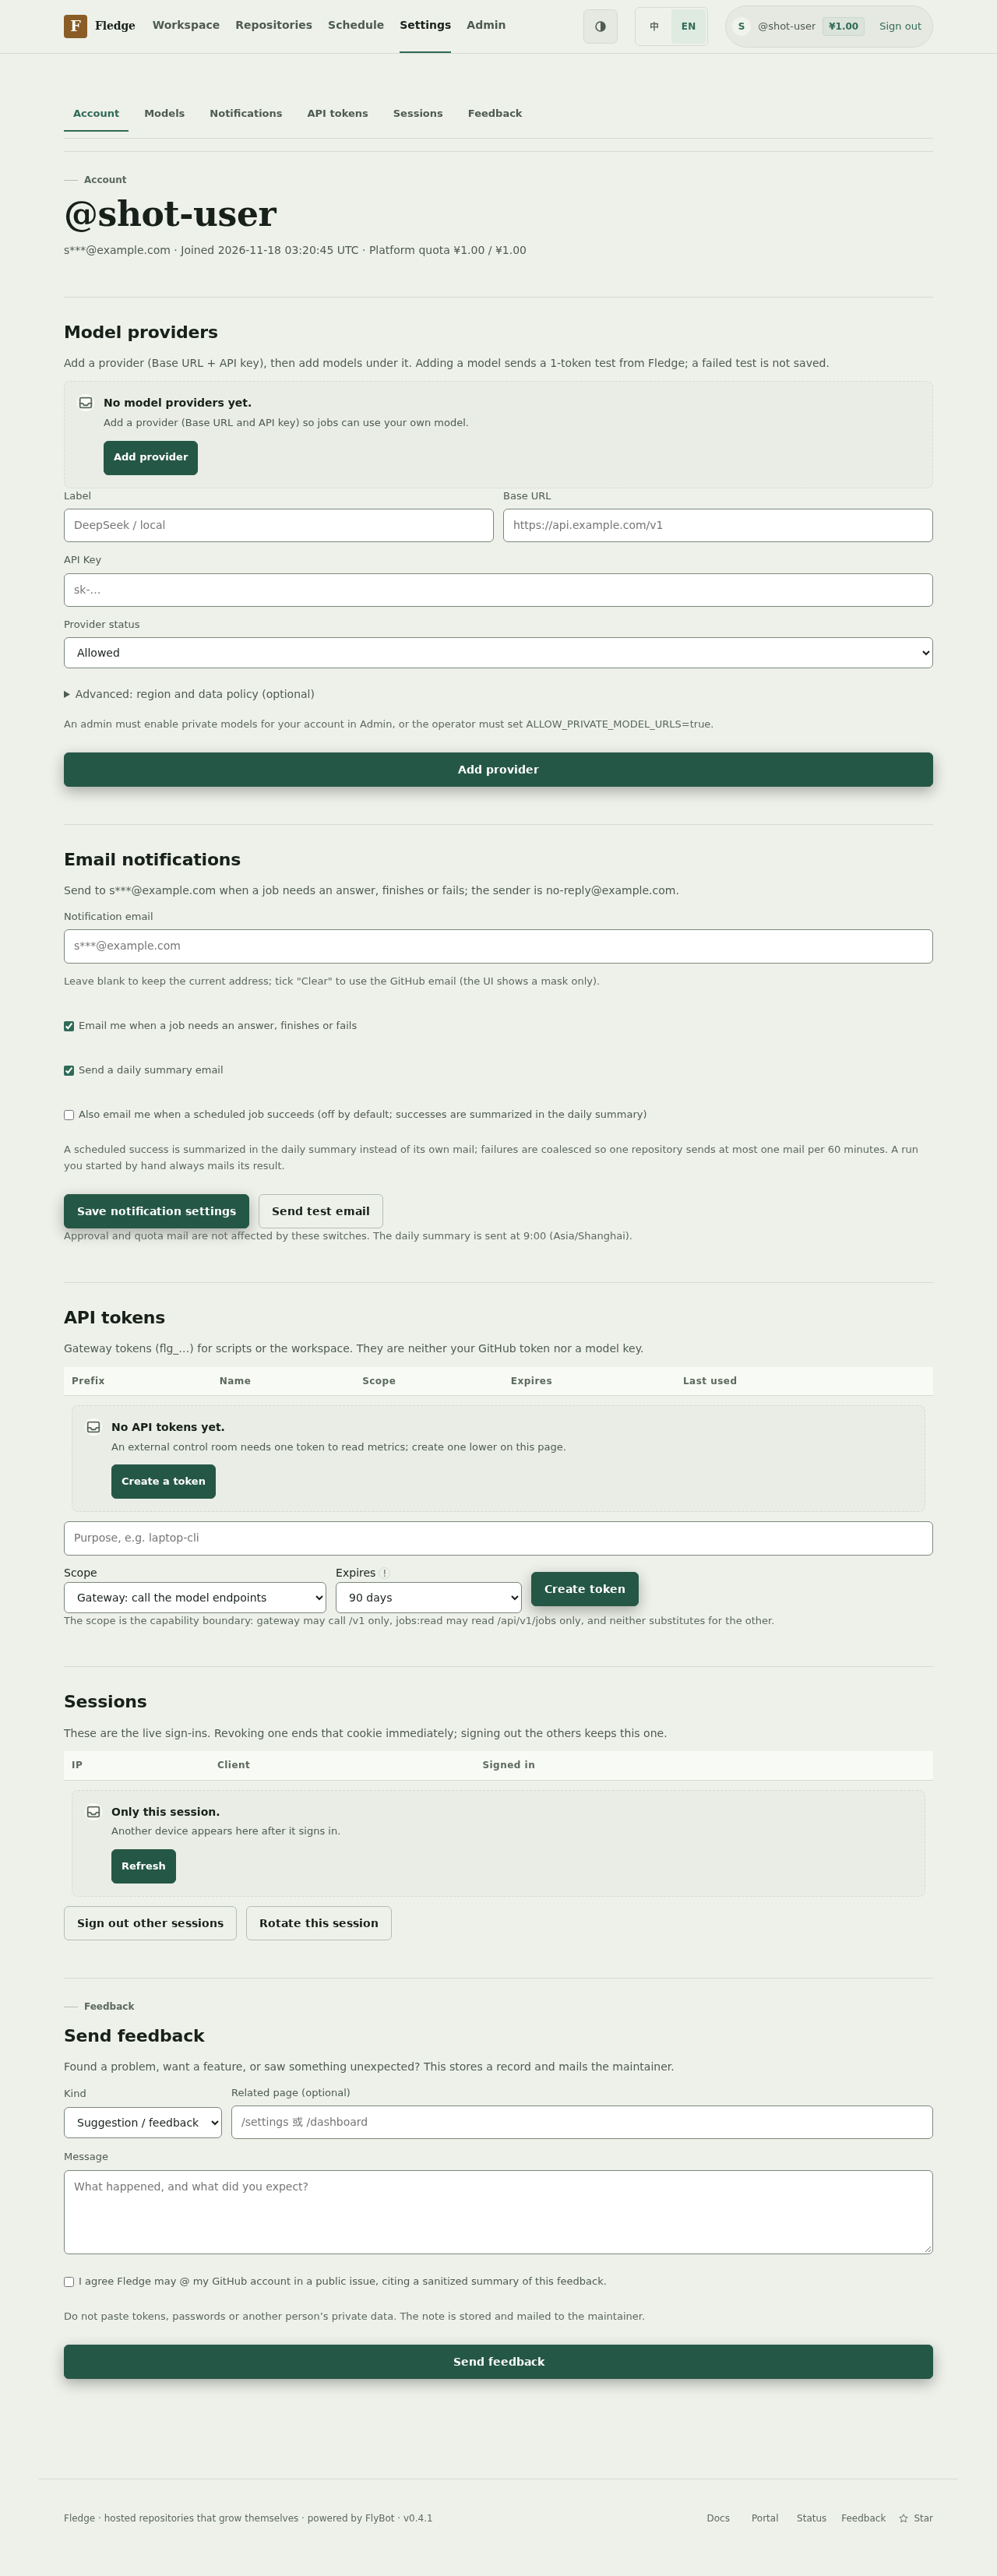 F Fledge Workspace Repositories Schedule Settings Admin 中 EN S @shot-user ¥1.00 Sign out
Account Models Notifications API tokens Sessions Feedback
Account
@shot-user
s***@example.com · Joined 2026-11-18 03:20:45 UTC · Platform quota ¥1.00 / ¥1.00
Model providers
Add a provider (Base URL + API key), then add models under it. Adding a model sends a 1-token test from Fledge; a failed test is not saved.
No model providers yet.
Add a provider (Base URL and API key) so jobs can use your own model.
Add provider
Label Base URL
DeepSeek / local https://api.example.com/v1
API Key
sk-…
Provider status
Allowed
Advanced: region and data policy (optional)
An admin must enable private models for your account in Admin, or the operator must set ALLOW_PRIVATE_MODEL_URLS=true.
Add provider
Email notifications
Send to s***@example.com when a job needs an answer, finishes or fails; the sender is no-reply@example.com.
Notification email
s***@example.com
Leave blank to keep the current address; tick "Clear" to use the GitHub email (the UI shows a mask only).
Email me when a job needs an answer, finishes or fails
Send a daily summary email
Also email me when a scheduled job succeeds (off by default; successes are summarized in the daily summary)
A scheduled success is summarized in the daily summary instead of its own mail; failures are coalesced so one repository sends at most one mail per 60 minutes. A run
you started by hand always mails its result.
Save notification settings Send test email
Approval and quota mail are not affected by these switches. The daily summary is sent at 9:00 (Asia/Shanghai).
API tokens
Gateway tokens (flg_…) for scripts or the workspace. They are neither your GitHub token nor a model key.
Prefix Name Scope Expires Last used
No API tokens yet.
An external control room needs one token to read metrics; create one lower on this page.
Create a token
Purpose, e.g. laptop-cli
Scope Expires !
Gateway: call the model endpoints 90 days Create token
The scope is the capability boundary: gateway may call /v1 only, jobs:read may read /api/v1/jobs only, and neither substitutes for the other.
Sessions
These are the live sign-ins. Revoking one ends that cookie immediately; signing out the others keeps this one.
IP Client Signed in
Only this session.
Another device appears here after it signs in.
Refresh
Sign out other sessions Rotate this session
Feedback
Send feedback
Found a problem, want a feature, or saw something unexpected? This stores a record and mails the maintainer.
Kind Related page (optional)
Suggestion / feedback /settings 或 /dashboard
Message
What happened, and what did you expect?
I agree Fledge may @ my GitHub account in a public issue, citing a sanitized summary of this feedback.
Do not paste tokens, passwords or another person’s private data. The note is stored and mailed to the maintainer.
Send feedback
Fledge · hosted repositories that grow themselves · powered by FlyBot · v0.4.1 Docs Portal Status Feedback Star